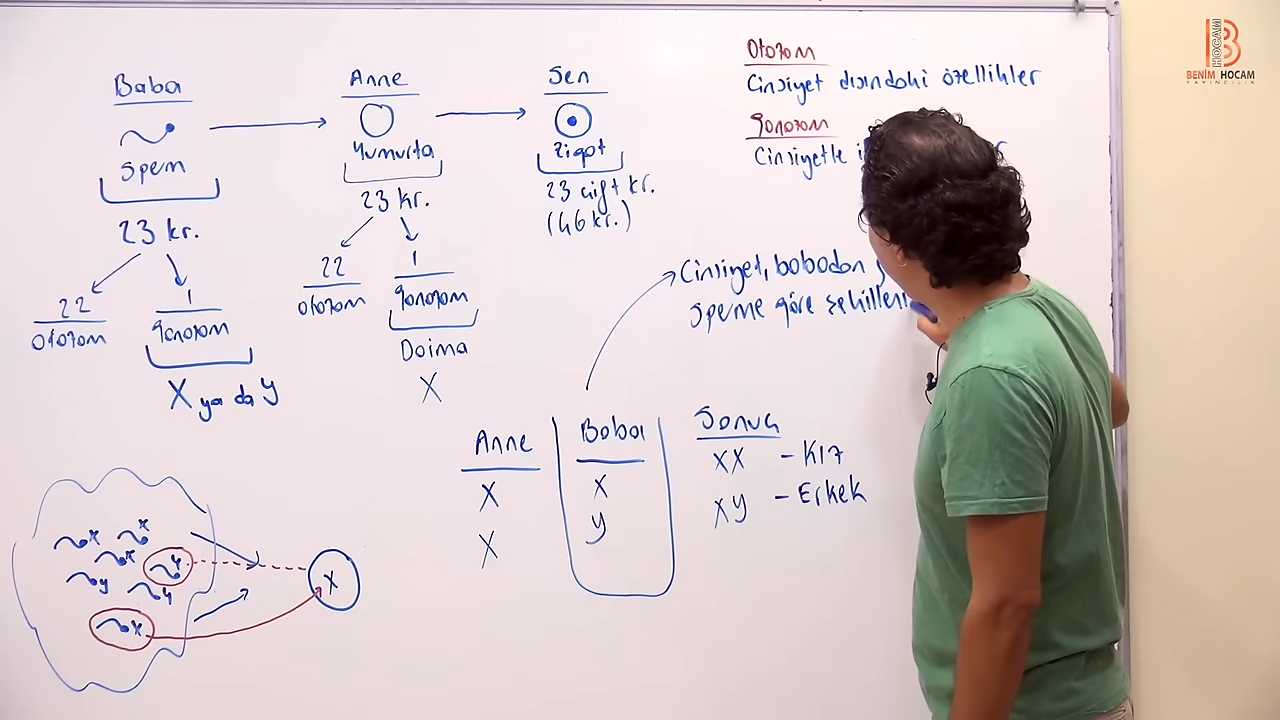 Baba
Sperm
23 kr.
22
otozom
1
gonozom
X ya da Y
Anne
Yumurta
23 kr.
22
otozom
1
gonozom
Daima
X
Sen
Zigot
23 çift kr.
(46 kr.)
Otozom
Cinsiyet dışındaki özellikler
Gonozom
Cinsiyetle
Cinsiyet, babadan
sperme göre
Anne
X
X
Baba
X
y
Sonuç
XX - Kız
Xy - Erkek
x
x
x
y
y
y
x
X
B HOCAM
BENİM HOCAM
YAYINCILIK